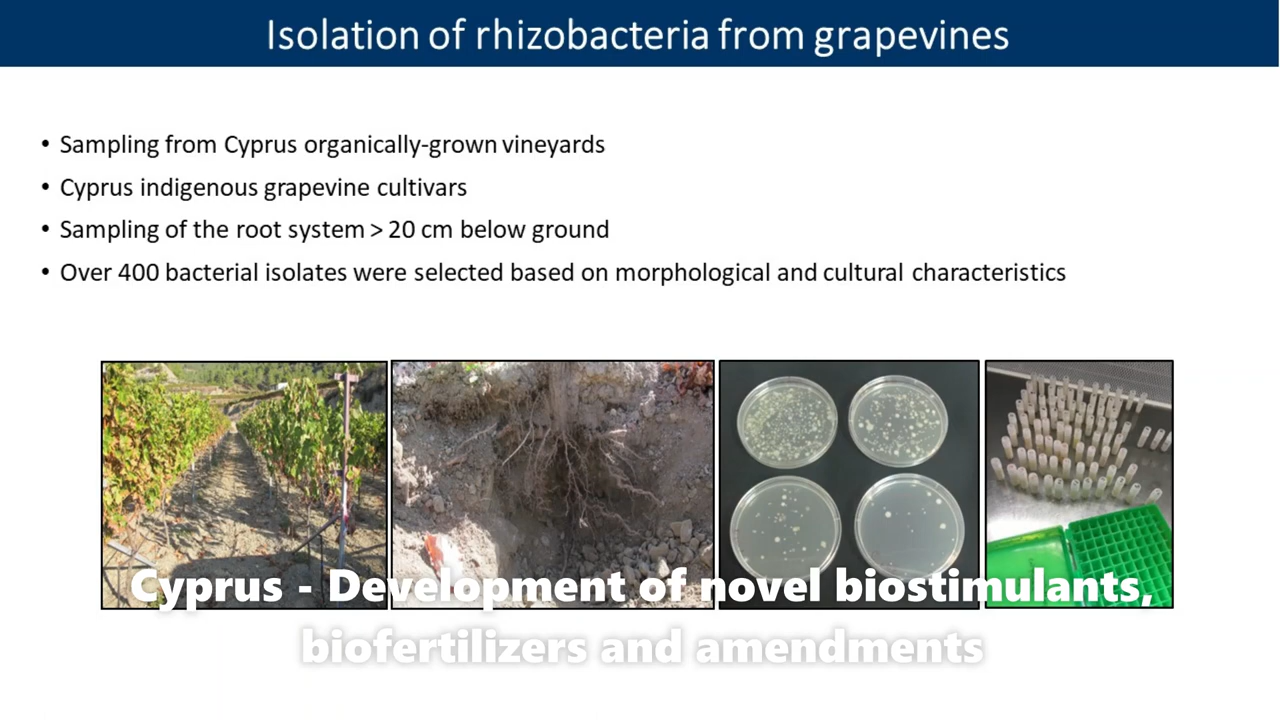 Isolation of rhizobacteria from grapevines
• Sampling from Cyprus organically-grown vineyards
• Cyprus indigenous grapevine cultivars
• Sampling of the root system > 20 cm below ground
• Over 400 bacterial isolates were selected based on morphological and cultural characteristics
Cyprus - Development of novel biostimulants,
biofertilizers and amendments